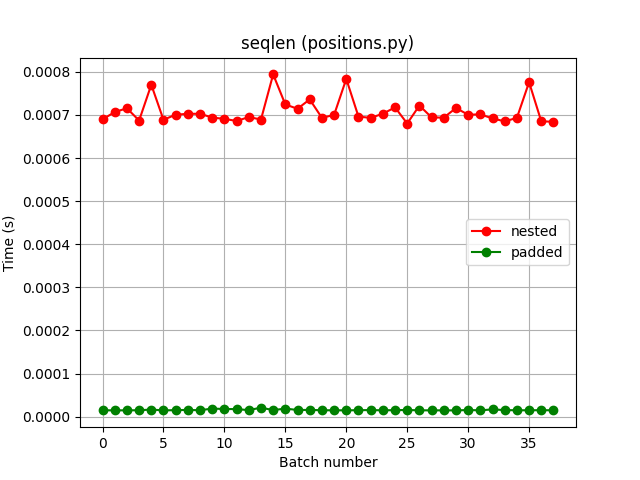 seqlen (positions.py)
Time (s)
0.0008
0.0007
0.0006
0.0005
0.0004
0.0003
0.0002
0.0001
0.0000
nested
padded
0 5 10 15 20 25 30 35
Batch number